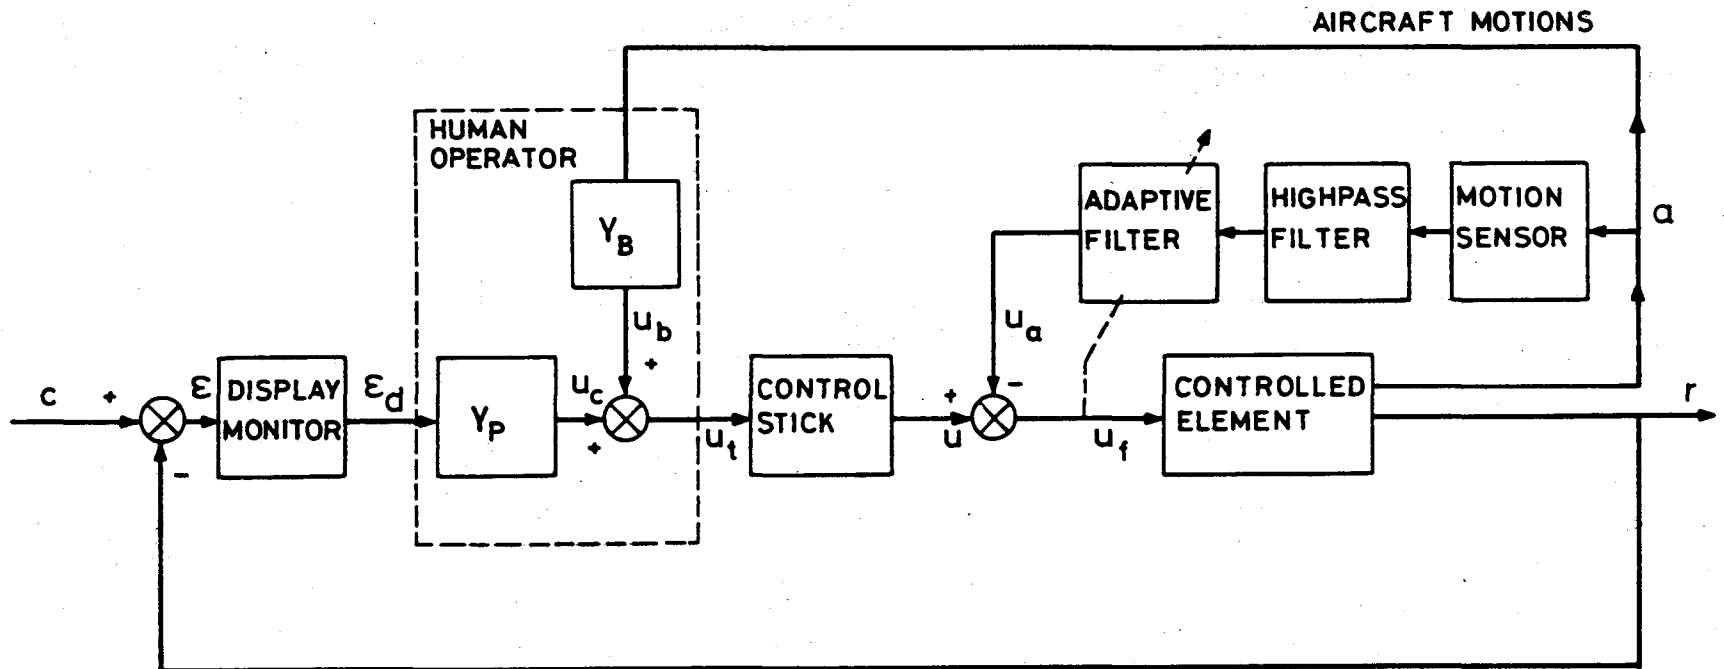 AIRCRAFT MOTIONS
HUMAN
OPERATOR
Y_B
ADAPTIVE
FILTER
HIGHPASS
FILTER
MOTION
SENSOR
a
u_b
+
u_a
-
c
+
ε
-
DISPLAY
MONITOR
ε_d
Y_P
u_c
+
u_t
CONTROL
STICK
+
u
u_f
CONTROLLED
ELEMENT
r